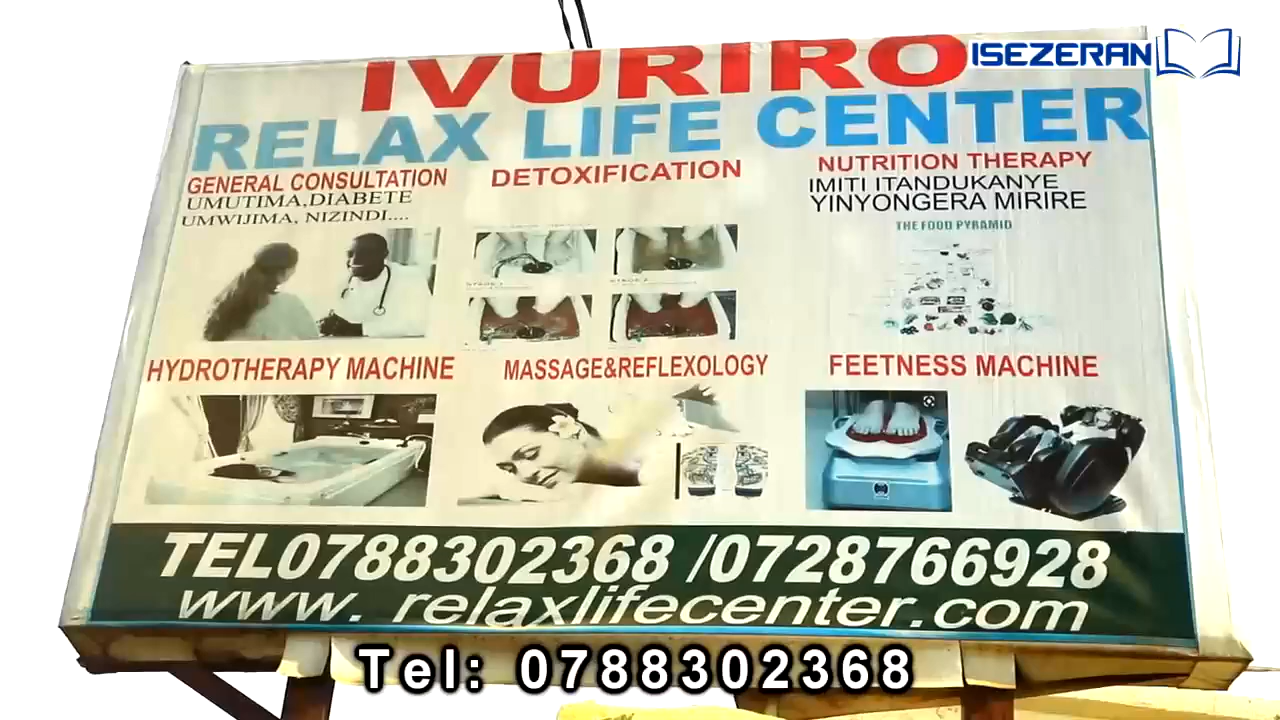 ISEZERAN
IVURIRO
RELAX LIFE CENTER
GENERAL CONSULTATION
UMUTIMA,DIABETE
UMWIJIMA, NIZINDI....
DETOXIFICATION
NUTRITION THERAPY
IMITI ITANDUKANYE
YINYONGERA MIRIRE
THE FOOD PYRAMID
HYDROTHERAPY MACHINE
MASSAGE&REFLEXOLOGY
FEETNESS MACHINE
TEL0788302368 /0728766928
www. relaxlifecenter.com
Tel: 0788302368